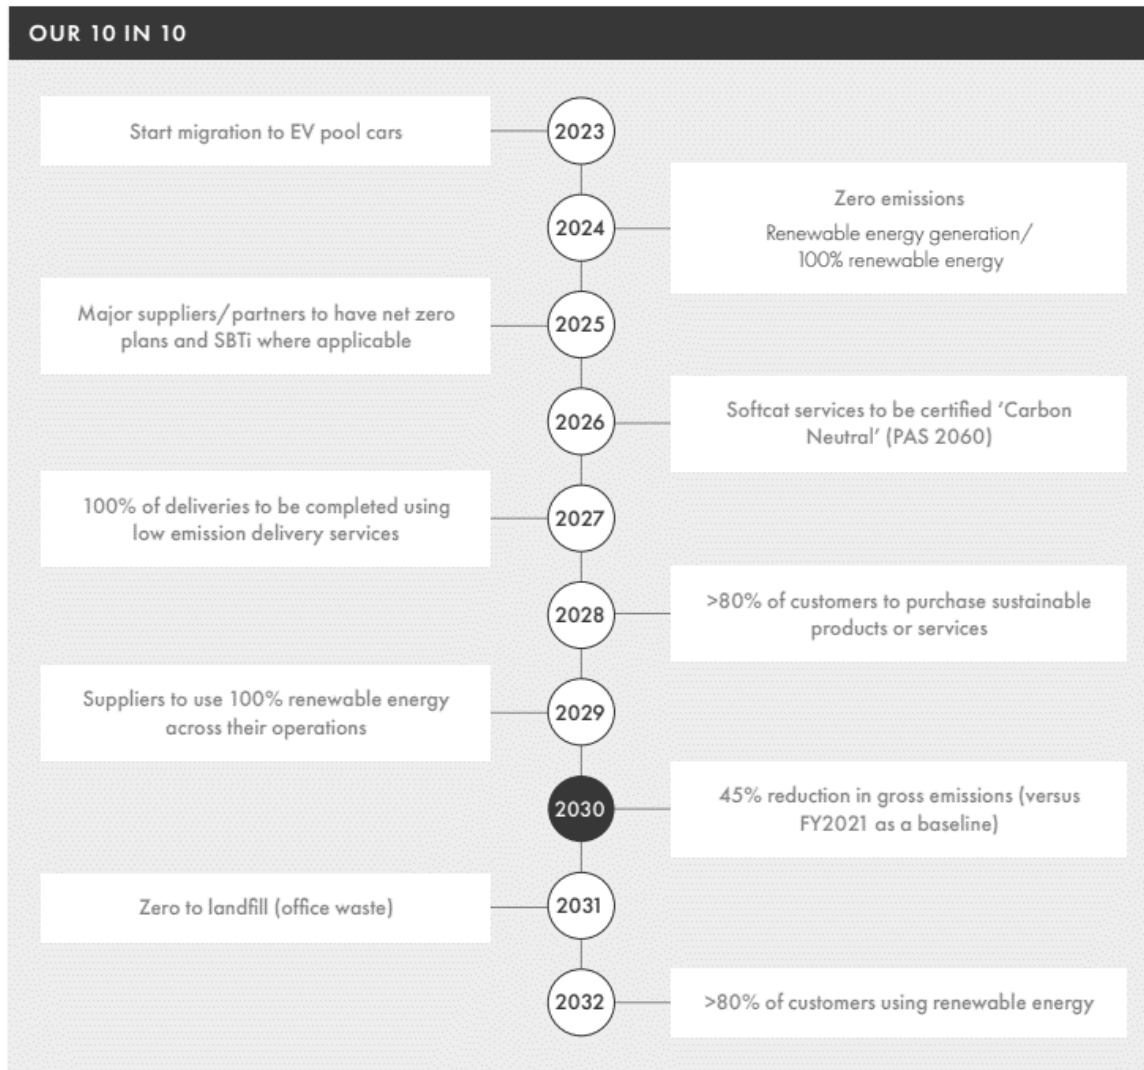 OUR 10 IN 10
Start migration to EV pool cars
2023
2024
Zero emissions
Renewable energy generation/
100% renewable energy
Major suppliers/partners to have net zero
plans and SBTi where applicable
2025
2026
Softcat services to be certified ‘Carbon
Neutral’ (PAS 2060)
100% of deliveries to be completed using
low emission delivery services
2027
2028
>80% of customers to purchase sustainable
products or services
Suppliers to use 100% renewable energy
across their operations
2029
2030
45% reduction in gross emissions (versus
FY2021 as a baseline)
Zero to landfill (office waste)
2031
2032
>80% of customers using renewable energy